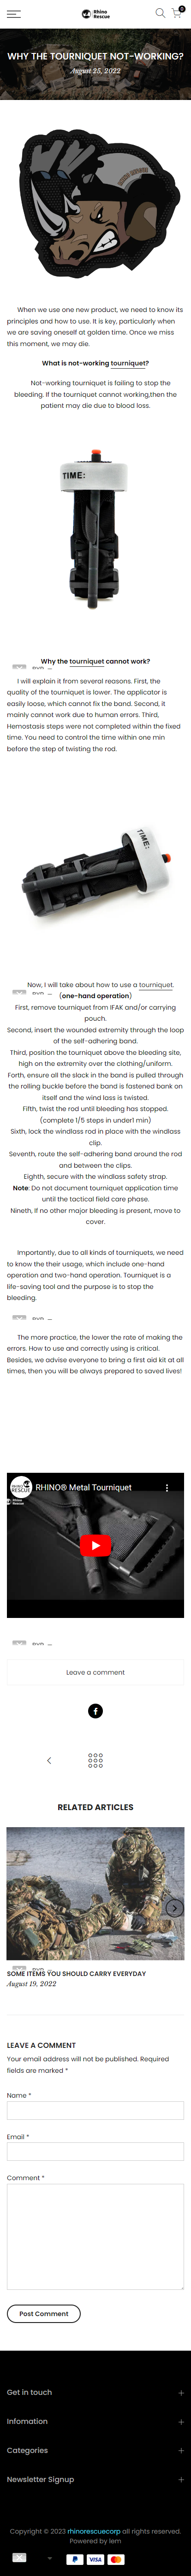 Rhino
Rescue
0
WHY THE TOURNIQUET NOT-WORKING?
August 25, 2022
When we use one new product, we need to know its
principles and how to use. It is key, particularly when
we are saving oneself at golden time. Once we miss
this moment, we may die.
What is not-working tourniquet?
Not-working tourniquet is failing to stop the
bleeding. If the tourniquet cannot working,then the
patient may die due to blood loss.
TIME:
Why the tourniquet cannot work?
I will explain it from several reasons. First, the
quality of the tourniquet is lower. The applicator is
easily loose, which cannot fix the band. Second, it
mainly cannot work due to human errors. Third,
Hemostasis steps were not completed within the fixed
time. You need to control the time within one min
before the step of twisting the rod.
TIME:
Now, I will take about how to use a tourniquet.
(one-hand operation)
First, remove tourniquet from IFAK and/or carrying
pouch.
Second, insert the wounded extremity through the loop
of the self-adhering band.
Third, position the tourniquet above the bleeding site,
high on the extremity over the clothing/uniform.
Forth, ensure all the slack in the band is pulled through
the rolling buckle before the band is fastened bank on
itself and the wind loss is twisted.
Fifth, twist the rod until bleeding has stopped.
(complete 1/5 steps in under1 min)
Sixth, lock the windlass rod in place with the windlass
clip.
Seventh, route the self-adhering band around the rod
and between the clips.
Eighth, secure with the windlass safety strap.
Note: Do not document tourniquet application time
until the tactical field care phase.
Nineth, If no other major bleeding is present, move to
cover.
Importantly, due to all kinds of tourniquets, we need
to know the their usage, which include one-hand
operation and two-hand operation. Tourniquet is a
life-saving tool and the purpose is to stop the
bleeding.
The more practice, the lower the rate of making the
errors. How to use and correctly using is critical.
Besides, we advise everyone to bring a first aid kit at all
times, then you will be always prepared to saved lives!
RHINO® Metal Tourniquet
Leave a comment
RELATED ARTICLES
SOME ITEMS YOU SHOULD CARRY EVERYDAY
August 19, 2022
LEAVE A COMMENT
Your email address will not be published. Required
fields are marked *
Name *
Email *
Comment *
Post Comment
Get in touch
Infomation
Categories
Newsletter Signup
Copyright © 2023 rhinorescuecorp all rights reserved.
Powered by lem
PayPal VISA